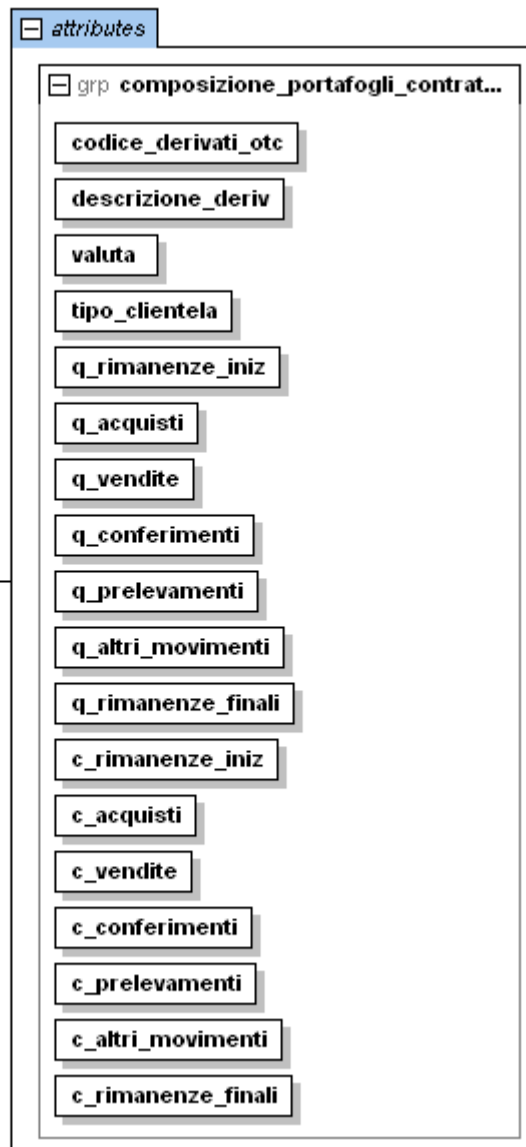 attributes
grp composizione_portafogli_contrat...
codice_derivati_otc
descrizione_deriv
valuta
tipo_clientela
q_rimanenze_iniz
q_acquisti
q_vendite
q_conferimenti
q_prelevamenti
q_altri_movimenti
q_rimanenze_finali
c_rimanenze_iniz
c_acquisti
c_vendite
c_conferimenti
c_prelevamenti
c_altri_movimenti
c_rimanenze_finali